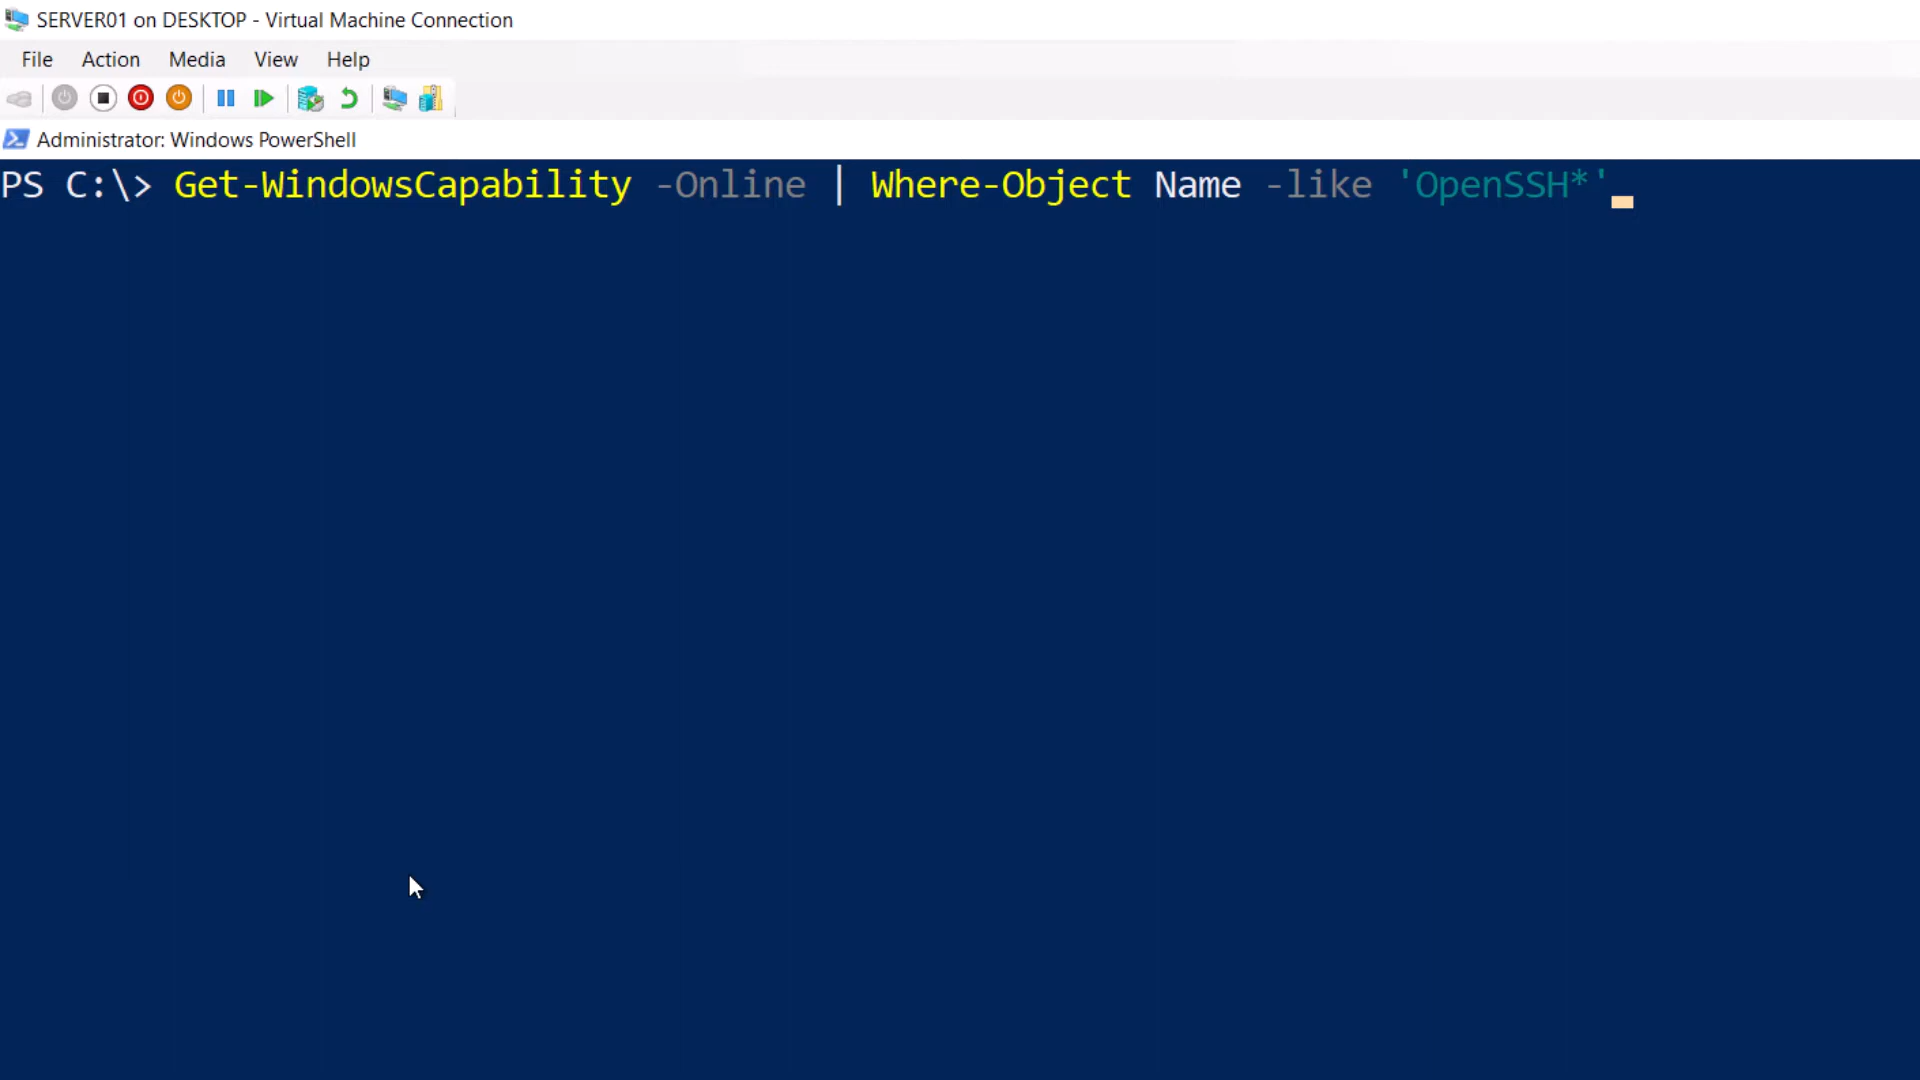 SERVER01 on DESKTOP - Virtual Machine Connection
File Action Media View Help
Administrator: Windows PowerShell
PS C:\> Get-WindowsCapability -Online | Where-Object Name -like 'OpenSSH*'